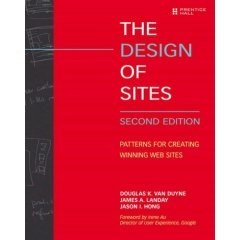 PRENTICE HALL
THE
DESIGN
OF
SITES
SECOND EDITION
PATTERNS FOR CREATING
WINNING WEB SITES
DOUGLAS K. VAN DUYNE
JAMES A. LANDAY
JASON I. HONG
Foreword by Irene Au
Director of User Experience, Google